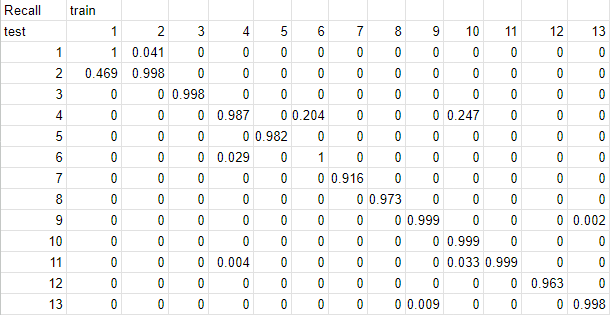 Recall train
test 1 2 3 4 5 6 7 8 9 10 11 12 13
1 1 0.041 0 0 0 0 0 0 0 0 0 0 0
2 0.469 0.998 0 0 0 0 0 0 0 0 0 0 0
3 0 0 0.998 0 0 0 0 0 0 0 0 0 0
4 0 0 0 0.987 0 0.204 0 0 0 0.247 0 0 0
5 0 0 0 0 0.982 0 0 0 0 0 0 0 0
6 0 0 0 0.029 0 1 0 0 0 0 0 0 0
7 0 0 0 0 0 0 0.916 0 0 0 0 0 0
8 0 0 0 0 0 0 0 0.973 0 0 0 0 0
9 0 0 0 0 0 0 0 0 0.999 0 0 0 0.002
10 0 0 0 0 0 0 0 0 0 0.999 0 0 0
11 0 0 0 0.004 0 0 0 0 0 0.033 0.999 0 0
12 0 0 0 0 0 0 0 0 0 0 0 0.963 0
13 0 0 0 0 0 0 0 0 0.009 0 0 0 0.998